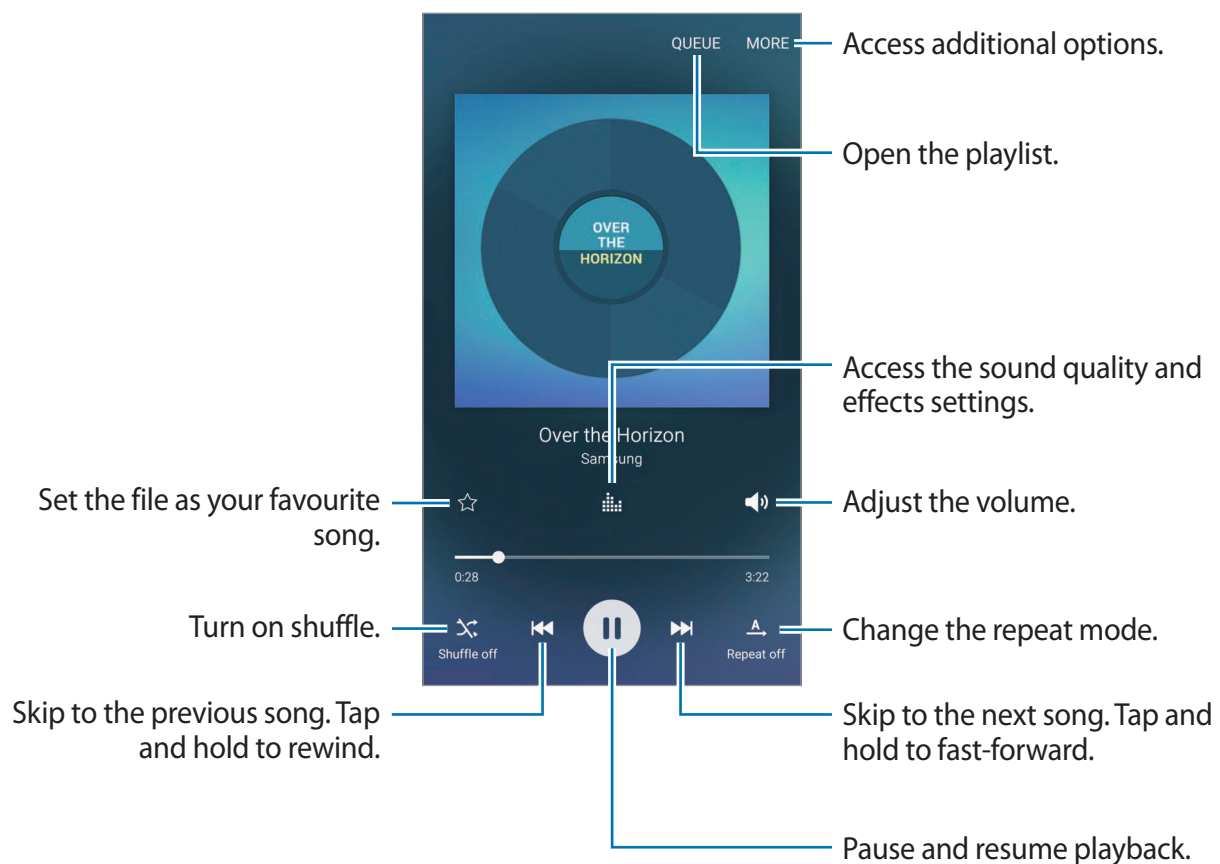 QUEUE MORE
Access additional options.
Open the playlist.
OVER
THE
HORIZON
Access the sound quality and
effects settings.
Over the Horizon
Samsung
Set the file as your favourite
song.
Adjust the volume.
0:28 3:22
Turn on shuffle.
Shuffle off
A
Repeat off
Change the repeat mode.
Skip to the previous song. Tap
and hold to rewind.
Skip to the next song. Tap and
hold to fast-forward.
Pause and resume playback.